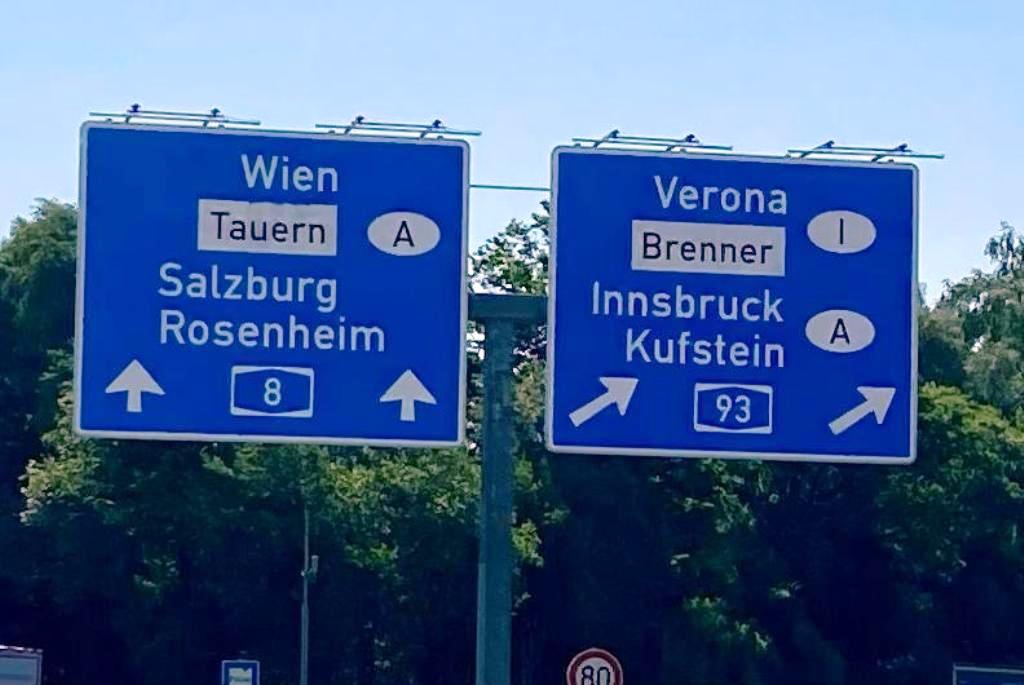 Wien
Tauern A
Salzburg
Rosenheim
8
Verona
Brenner I
Innsbruck
Kufstein A
93
80